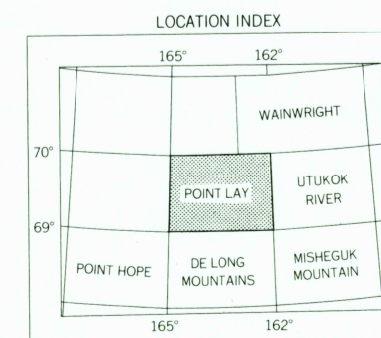 LOCATION INDEX
165° 162°
WAINWRIGHT
70°
POINT LAY
UTUKOK
RIVER
69°
POINT HOPE
DE LONG
MOUNTAINS
MISHEGUK
MOUNTAIN
165° 162°